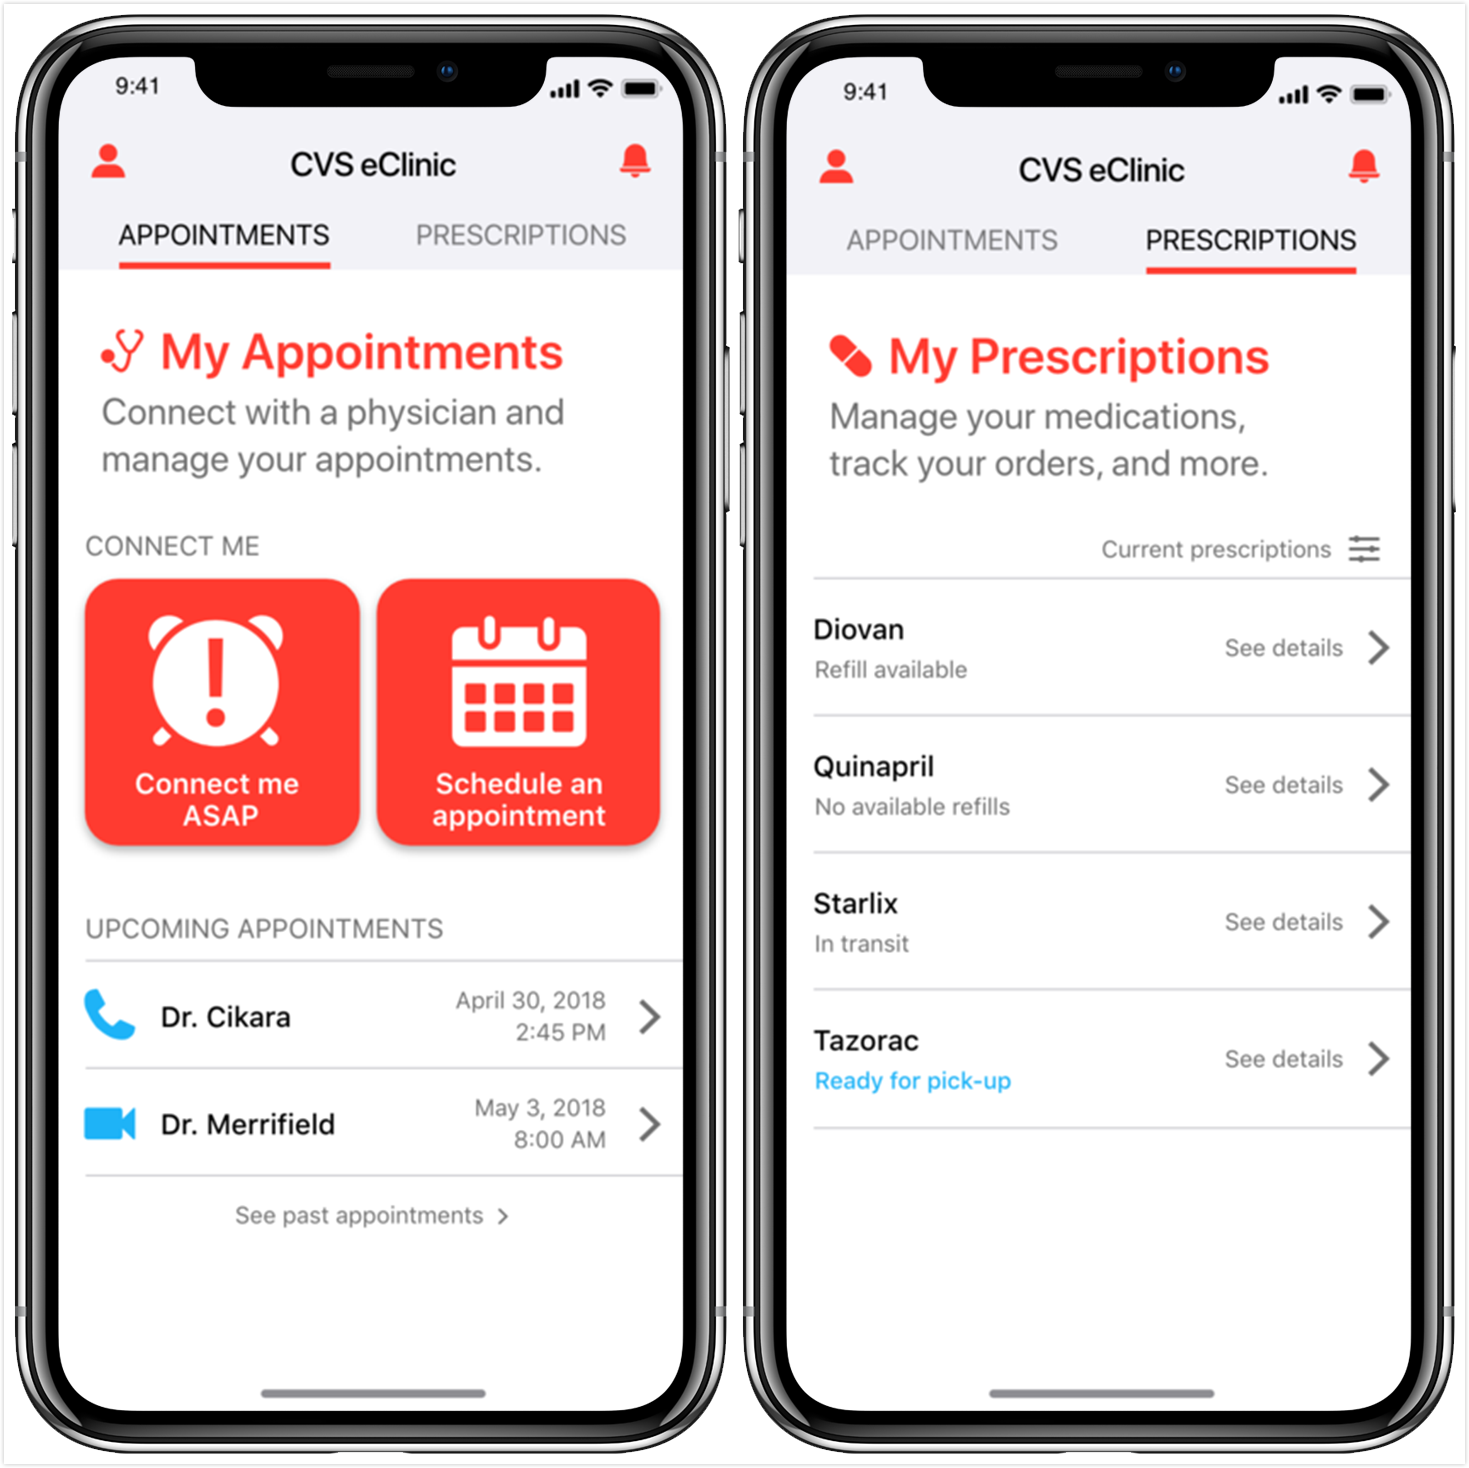 9:41
CVS eClinic
APPOINTMENTS PRESCRIPTIONS
My Appointments
Connect with a physician and
manage your appointments.
CONNECT ME
Connect me
ASAP
Schedule an
appointment
UPCOMING APPOINTMENTS
Dr. Cikara
April 30, 2018
2:45 PM
Dr. Merrifield
May 3, 2018
8:00 AM
See past appointments
9:41
CVS eClinic
APPOINTMENTS PRESCRIPTIONS
My Prescriptions
Manage your medications,
track your orders, and more.
Current prescriptions
Diovan
Refill available
See details
Quinapril
No available refills
See details
Starlix
In transit
See details
Tazorac
Ready for pick-up
See details